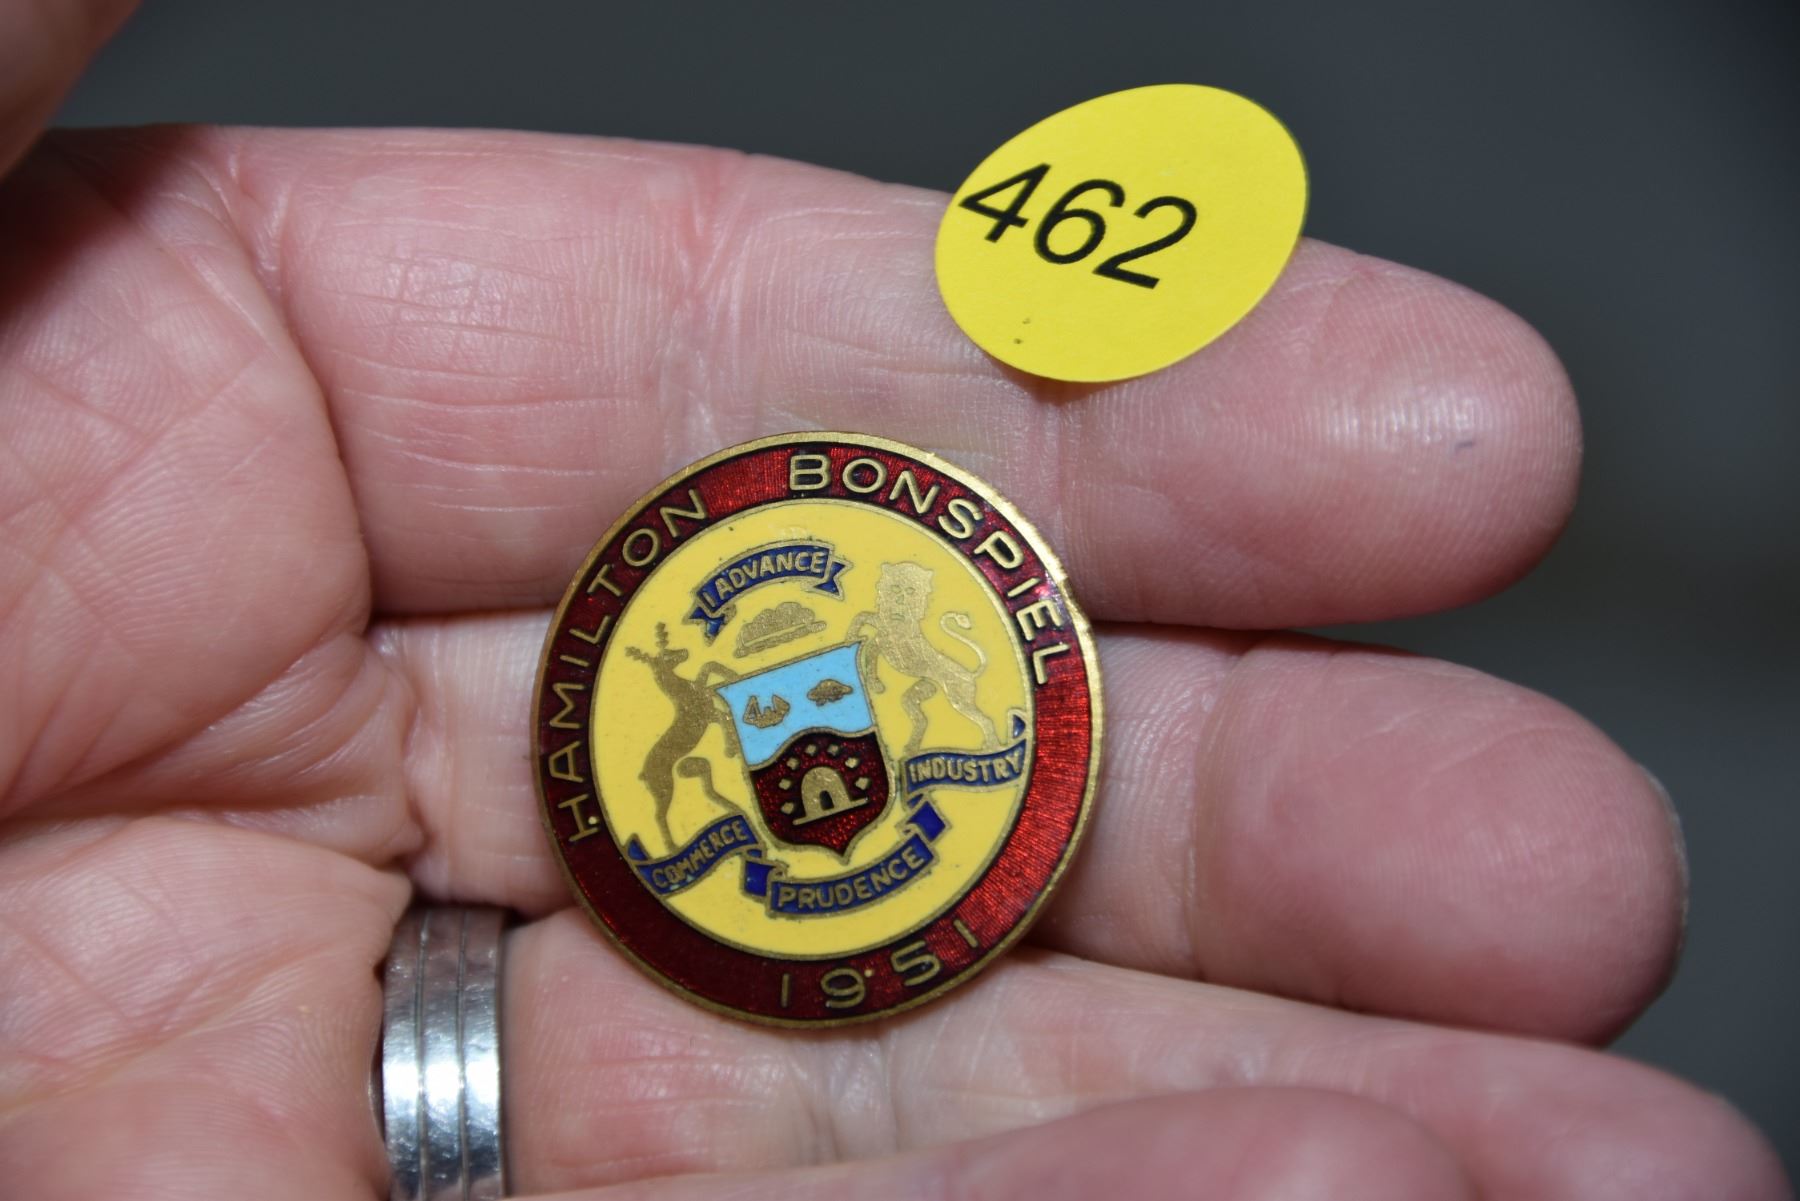 462
HAMILTON BONSPIEL
I ADVANCE
COMMERCE
PRUDENCE
INDUSTRY
1951